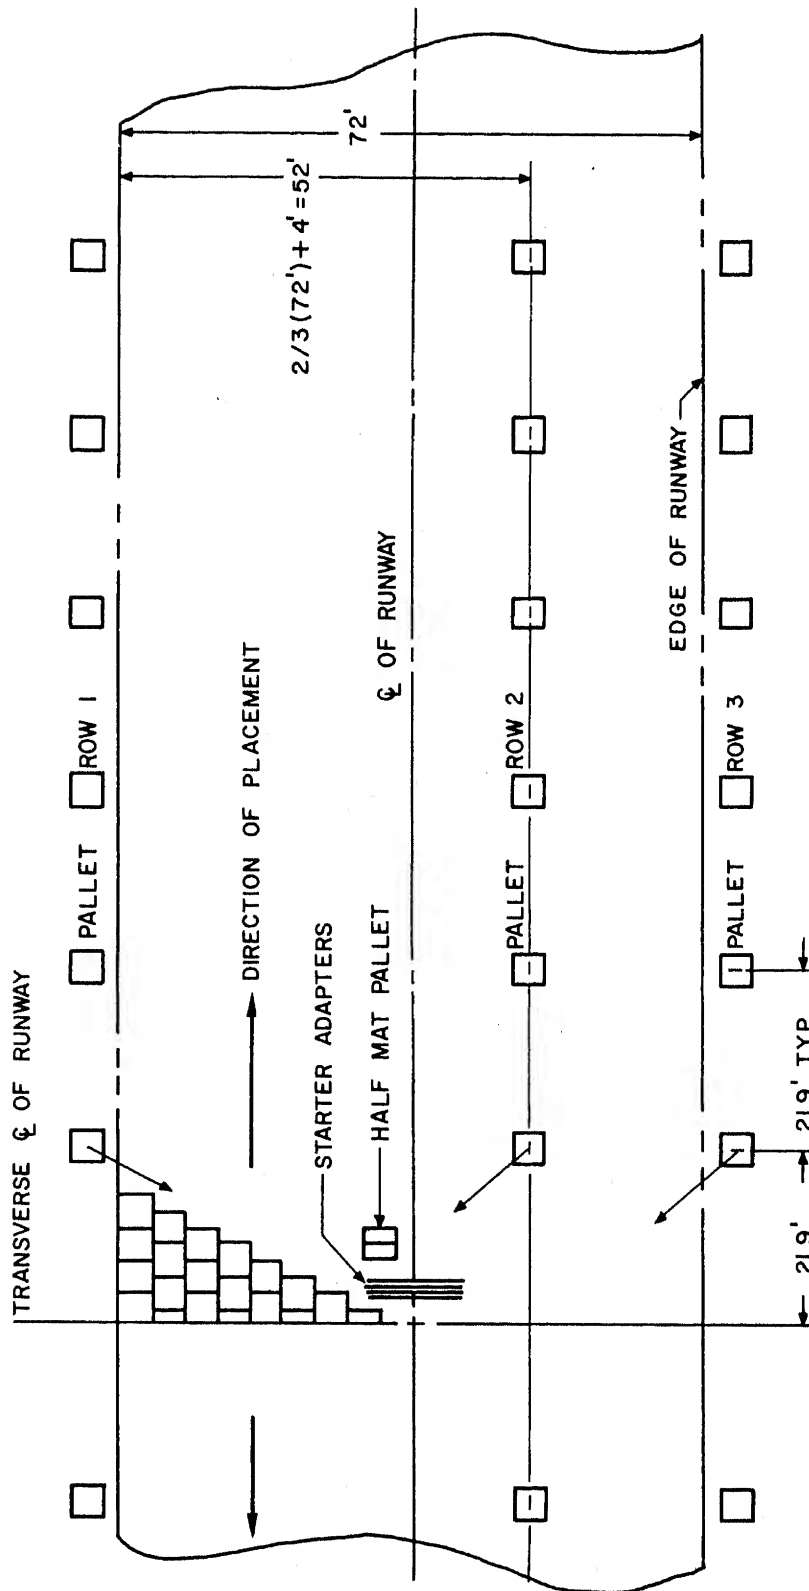 TRANSVERSE ℄ OF RUNWAY
PALLET ROW 1
DIRECTION OF PLACEMENT
2/3(72')+4'=52'
STARTER ADAPTERS
72'
HALF MAT PALLET
℄ OF RUNWAY
PALLET ROW 2
EDGE OF RUNWAY
PALLET ROW 3
21.9'
21.9' TYP